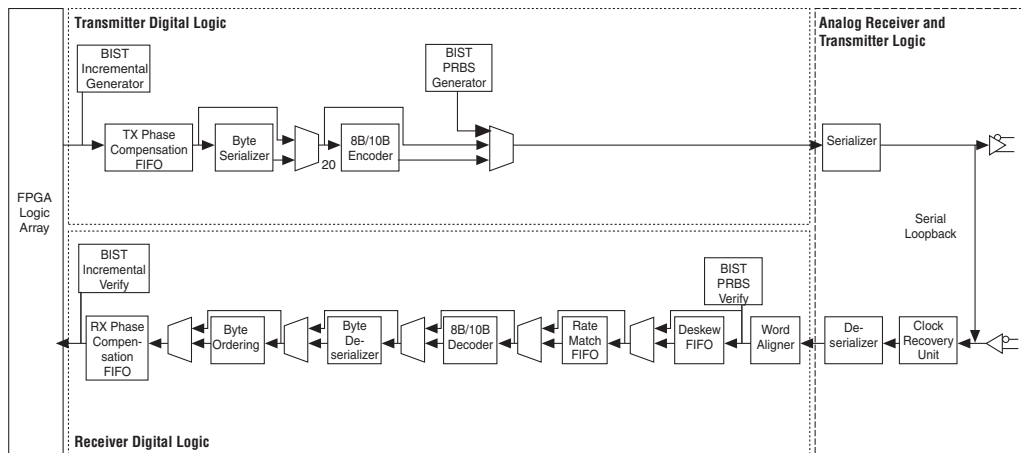 Transmitter Digital Logic
Analog Receiver and
Transmitter Logic
BIST
Incremental
Generator
BIST
PRBS
Generator
TX Phase
Compensation
FIFO
Byte
Serializer
20
8B/10B
Encoder
Serializer
FPGA
Logic
Array
Serial
Loopback
BIST
Incremental
Verify
BIST
PRBS
Verify
RX Phase
Compen-
sation
FIFO
Byte
Ordering
Byte
De-
serializer
8B/10B
Decoder
Rate
Match
FIFO
Deskew
FIFO
Word
Aligner
De-
serializer
Clock
Recovery
Unit
Receiver Digital Logic